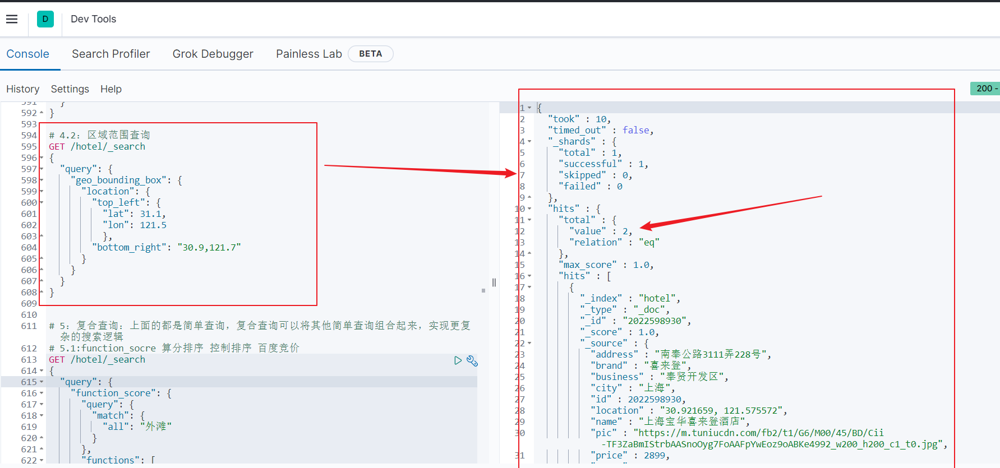 D Dev Tools
Console Search Profiler Grok Debugger Painless Lab BETA
History Settings Help
200 -
591 }
592 }
593
594 # 4.2: 区域范围查询
595 GET /hotel/_search
596 {
597 "query": {
598 "geo_bounding_box": {
599 "location": {
600 "top_left": {
601 "lat": 31.1,
602 "lon": 121.5
603 },
604 "bottom_right": "30.9,121.7"
605 }
606 }
607 }
608 }
609
610
611 # 5: 复合查询: 上面的都是简单查询, 复合查询可以将其他简单查询组合起来, 实现更复
杂的搜索逻辑
612 # 5.1:function_socre 算分排序 控制排序 百度竞价
613 GET /hotel/_search
614 {
615 "query": {
616 "function_score": {
617 "query": {
618 "match": {
619 "all": "外滩"
620 }
621 },
622 "functions": [
1 {
2 "took" : 10,
3 "timed_out" : false,
4 "_shards" : {
5 "total" : 1,
6 "successful" : 1,
7 "skipped" : 0,
8 "failed" : 0
9 },
10 "hits" : {
11 "total" : {
12 "value" : 2,
13 "relation" : "eq"
14 },
15 "max_score" : 1.0,
16 "hits" : [
17 {
18 "_index" : "hotel",
19 "_type" : "_doc",
20 "_id" : "2022598930",
21 "_score" : 1.0,
22 "_source" : {
23 "address" : "南奉公路3111弄228号",
24 "brand" : "喜来登",
25 "business" : "奉贤开发区",
26 "city" : "上海",
27 "id" : 2022598930,
28 "location" : "30.921659, 121.575572",
29 "name" : "上海宝华喜来登酒店",
30 "pic" : "https://m.tuniucdn.com/fb2/t1/G6/M00/45/BD/Cii
-TF3ZaBmIStrbAASnoOyg7FoAAFpYwEoz9oABKe4992_w200_h200_c1_t0.jpg",
31 "price" : 2899,